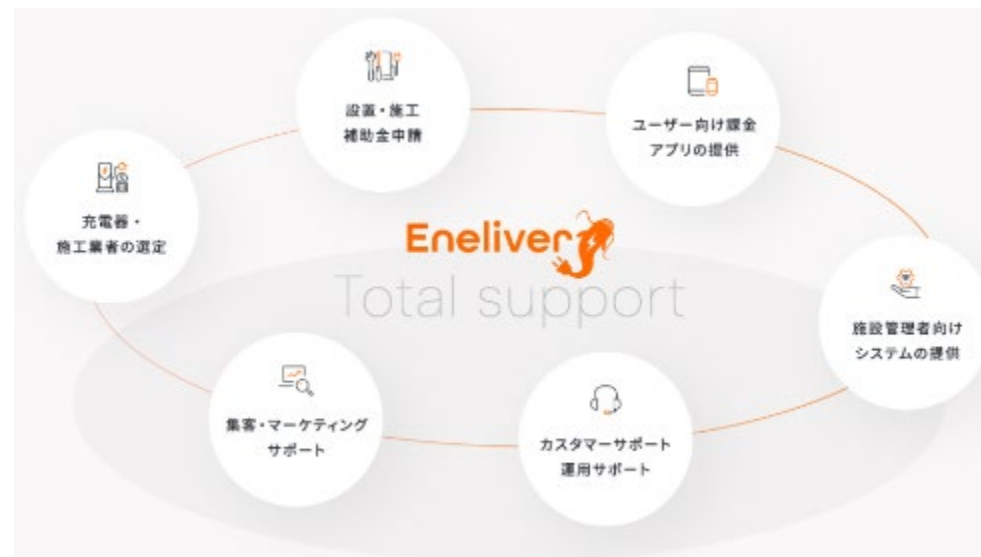 設置・施工
補助金申請
ユーザー向け課金
アプリの提供
充電器・
施工業者の選定
Eneliver
Total support
施設管理者向け
システムの提供
集客・マーケティング
サポート
カスタマーサポート
運用サポート